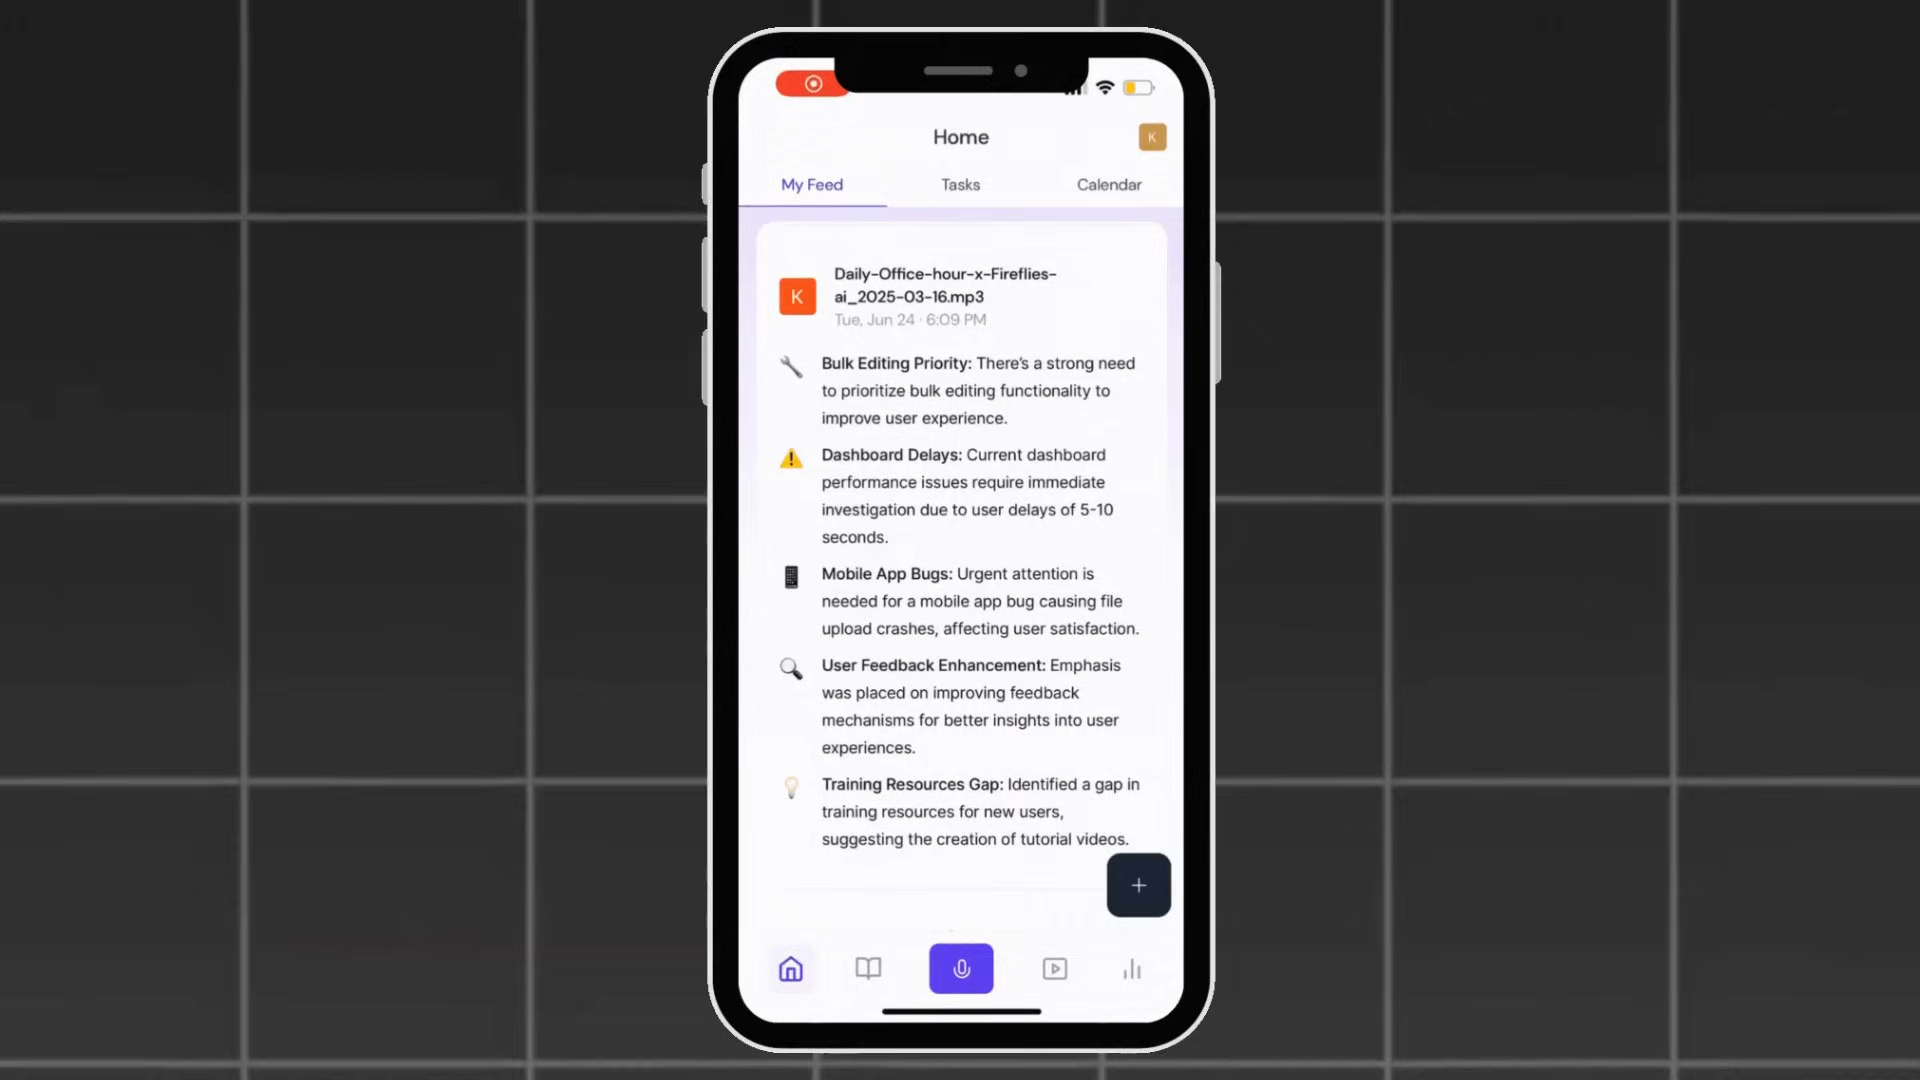 Home
K
My Feed
Tasks
Calendar
K
Daily-Office-hour-x-Fireflies-
ai_2025-03-16.mp3
Tue, Jun 24 · 6:09 PM
Bulk Editing Priority: There's a strong need
to prioritize bulk editing functionality to
improve user experience.
Dashboard Delays: Current dashboard
performance issues require immediate
investigation due to user delays of 5-10
seconds.
Mobile App Bugs: Urgent attention is
needed for a mobile app bug causing file
upload crashes, affecting user satisfaction.
User Feedback Enhancement: Emphasis
was placed on improving feedback
mechanisms for better insights into user
experiences.
Training Resources Gap: Identified a gap in
training resources for new users,
suggesting the creation of tutorial videos.